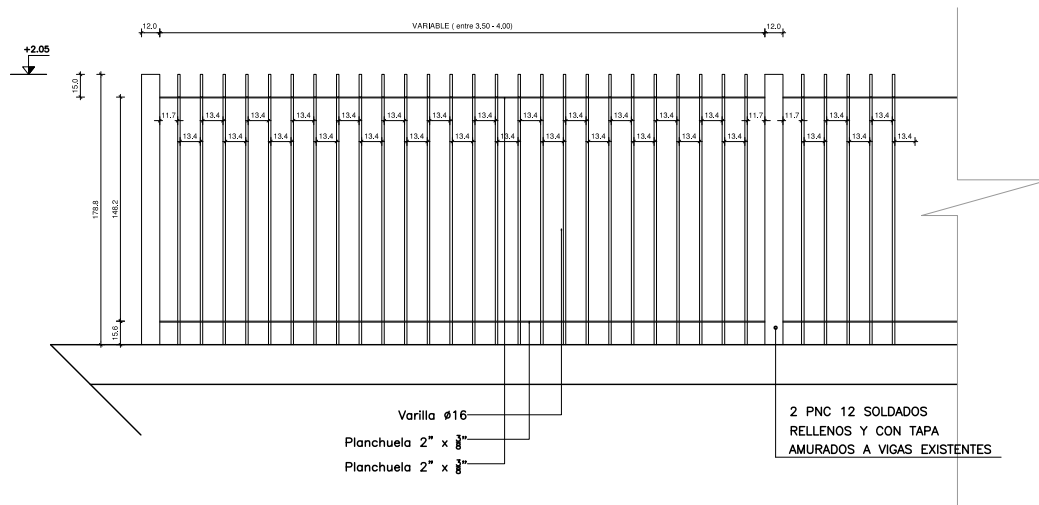 12.0
VARIABLE ( entre 3,50 - 4,00)
12.0
+2.05
15.0
11.7 13.4 13.4 13.4 13.4 13.4 13.4 13.4 13.4 13.4 13.4 13.4 13.4 11.7 11.7 13.4 13.4
13.4 13.4 13.4 13.4 13.4 13.4 13.4 13.4 13.4 13.4 13.4 13.4 13.4 13.4 13.4 13.4
178.8
148.2
15.6
Varilla ø16
Planchuela 2" x 3/8"
Planchuela 2" x 3/8"
2 PNC 12 SOLDADOS
RELLENOS Y CON TAPA
AMURADOS A VIGAS EXISTENTES